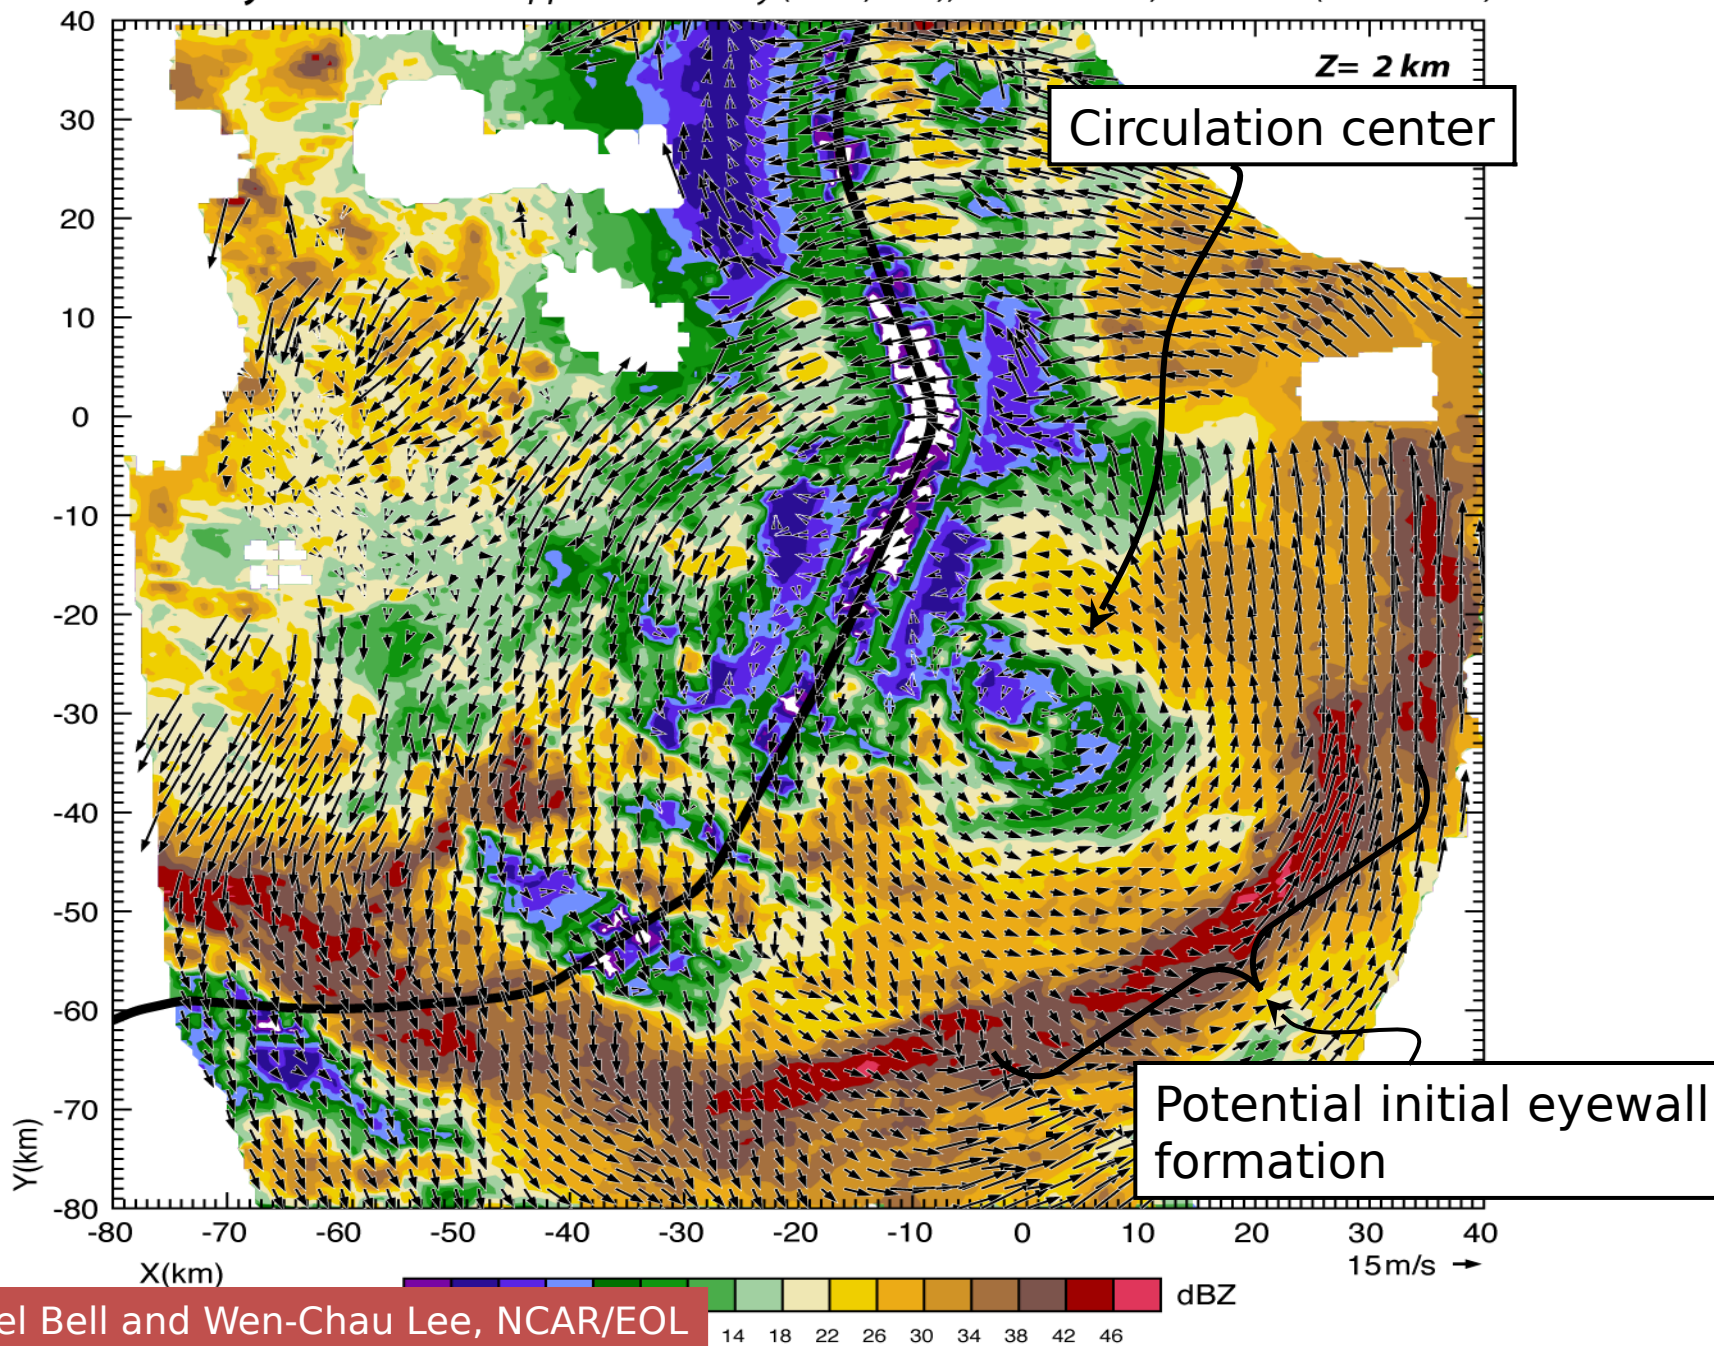 Z= 2 km
Circulation center
40
30
20
10
0
-10
-20
-30
-40
-50
-60
-70
-80
Y(km)
Potential initial eyewall
formation
-80 -70 -60 -50 -40 -30 -20 -10 0 10 20 30 40
X(km)
15 m/s
dBZ
Bell and Wen-Chau Lee, NCAR/EOL
14 18 22 26 30 34 38 42 46